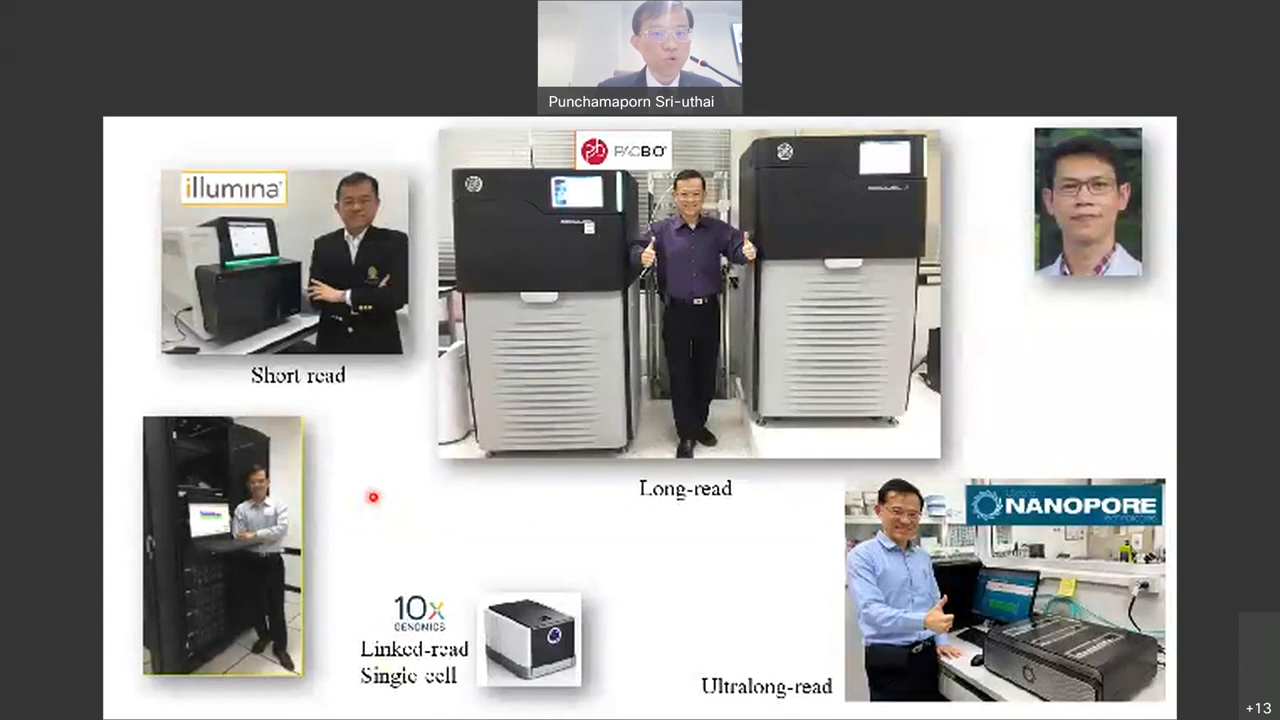 Punchamaporn Sri-uthai
illumina
PACBIO
Short read
Long-read
NANOPORE
10x
GENOMICS
Linked-read
Single cell
Ultralong-read
+13